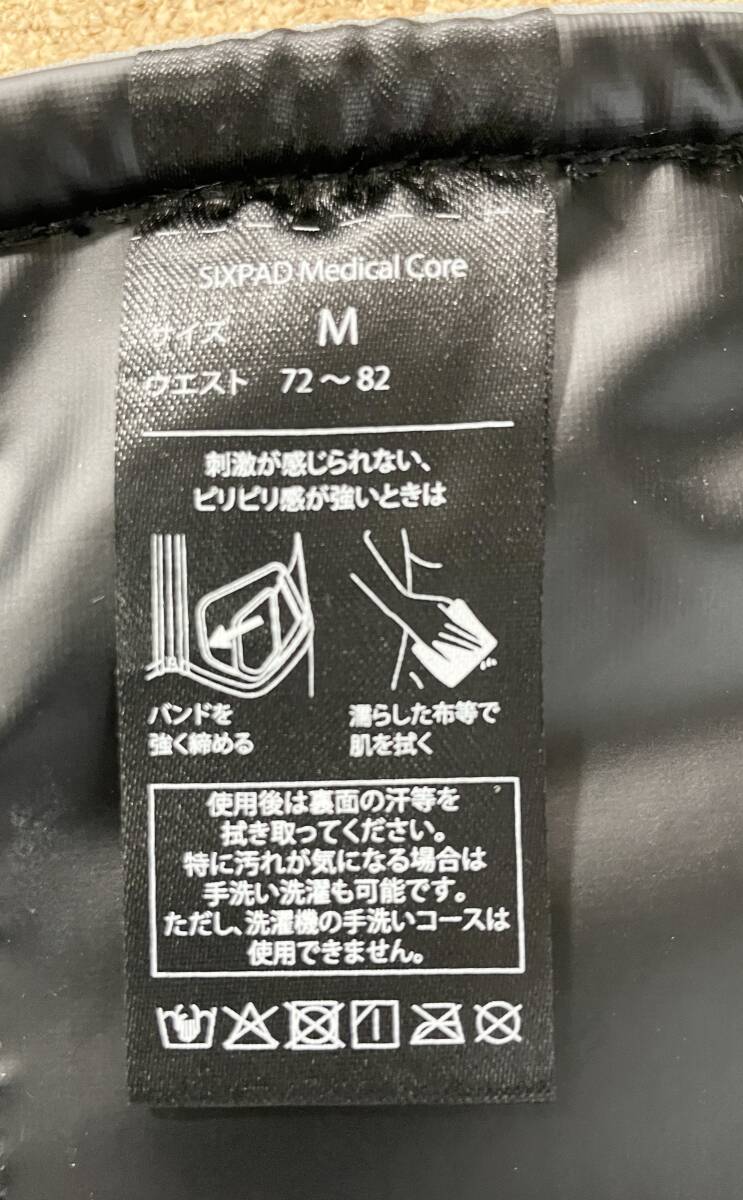 SIXPAD Medical Core
サイズ M
ウエスト 72～82
刺激が感じられない、
ピリピリ感が強いときは
バンドを
強く締める
濡らした布等で
肌を拭く
使用後は裏面の汗等を
拭き取ってください。
特に汚れが気になる場合は
手洗い洗濯も可能です。
ただし、洗濯機の手洗いコースは
使用できません。